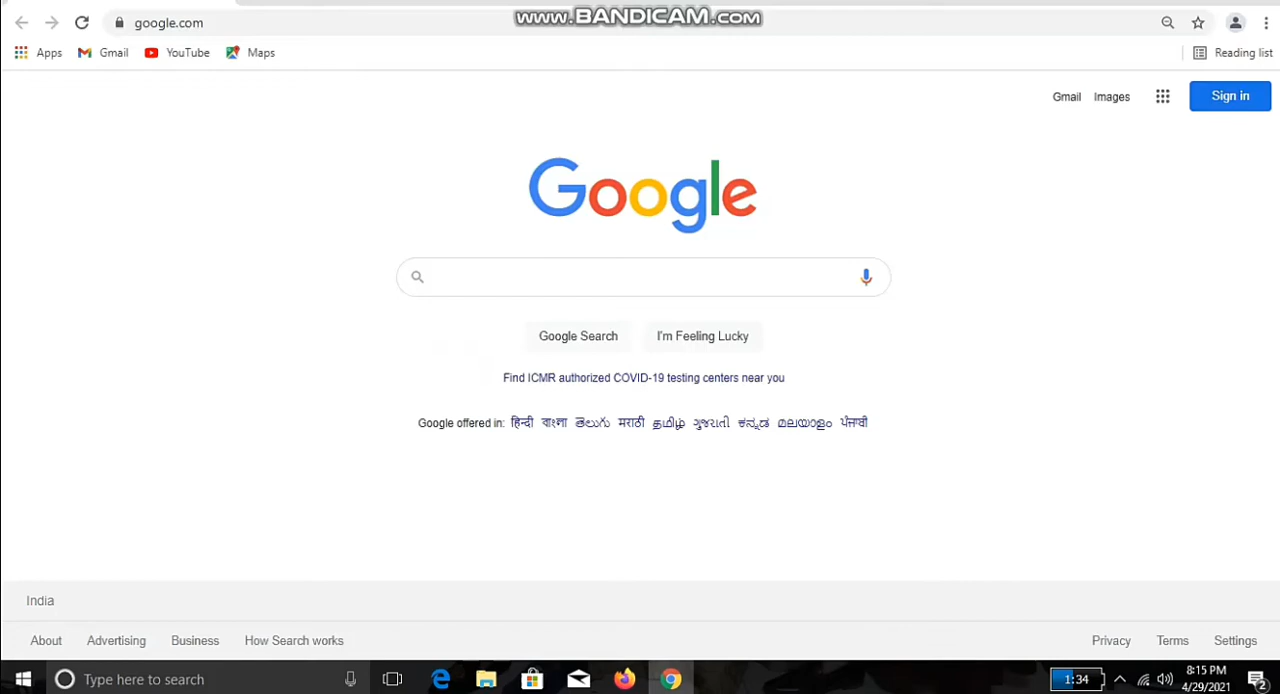 google.com
www.BANDICAM.com
Apps Gmail YouTube Maps Reading list
Gmail Images Sign in
Google
Google Search I'm Feeling Lucky
Find ICMR authorized COVID-19 testing centers near you
Google offered in: हिन्दी বাংলা తెలుగు मराठी தமிழ் ગુજરાતી ಕನ್ನಡ മലയാളം ਪੰਜਾਬੀ
India
About Advertising Business How Search works Privacy Terms Settings
Type here to search 1:34 8:15 PM
4/29/2021 2